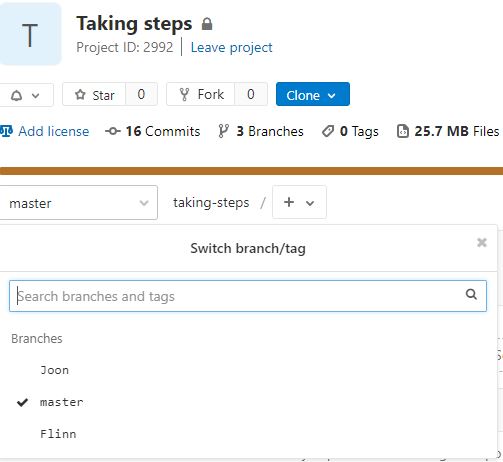 T
Taking steps
Project ID: 2992 Leave project
Star 0 Fork 0 Clone
Add license 16 Commits 3 Branches 0 Tags 25.7 MB Files
master taking-steps / +
Switch branch/tag
Search branches and tags
Branches
Joon
master
Flinn